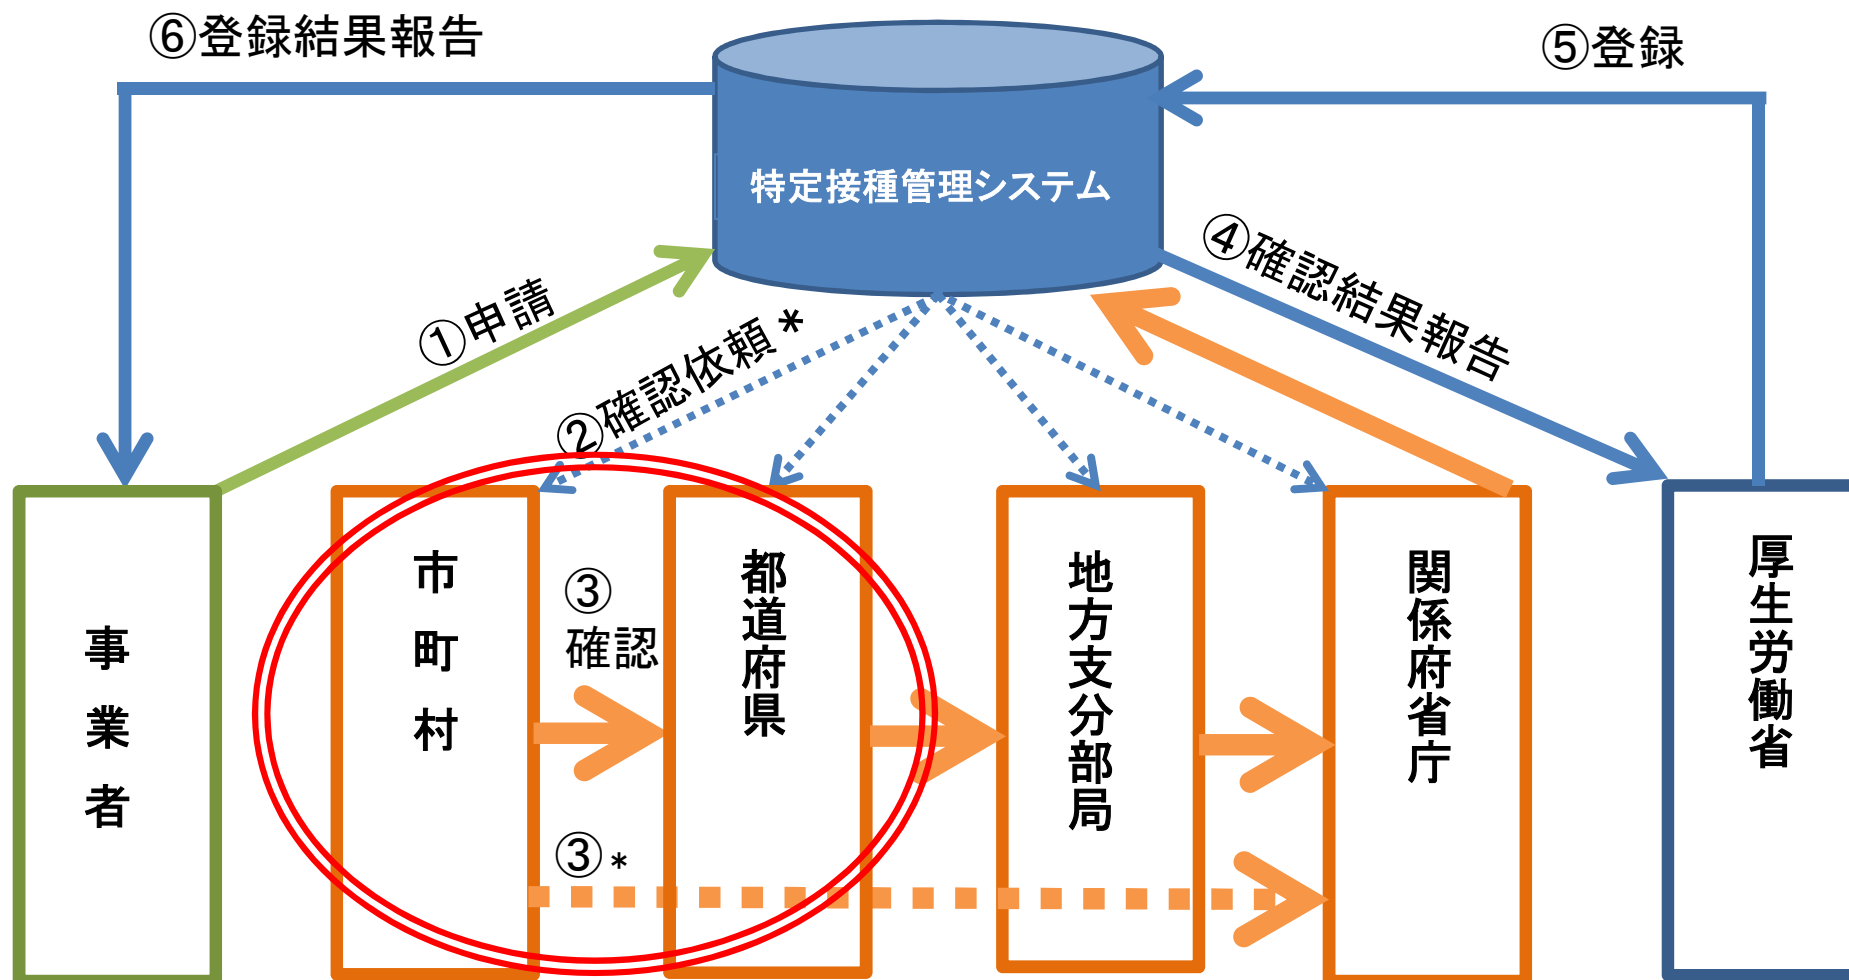 ⑥登録結果報告
⑤登録
特定接種管理システム
④確認結果報告
①申請
②確認依頼*
事業者
市町村
③
確認
都道府県
地方支分部局
関係府省庁
厚生労働省
③*